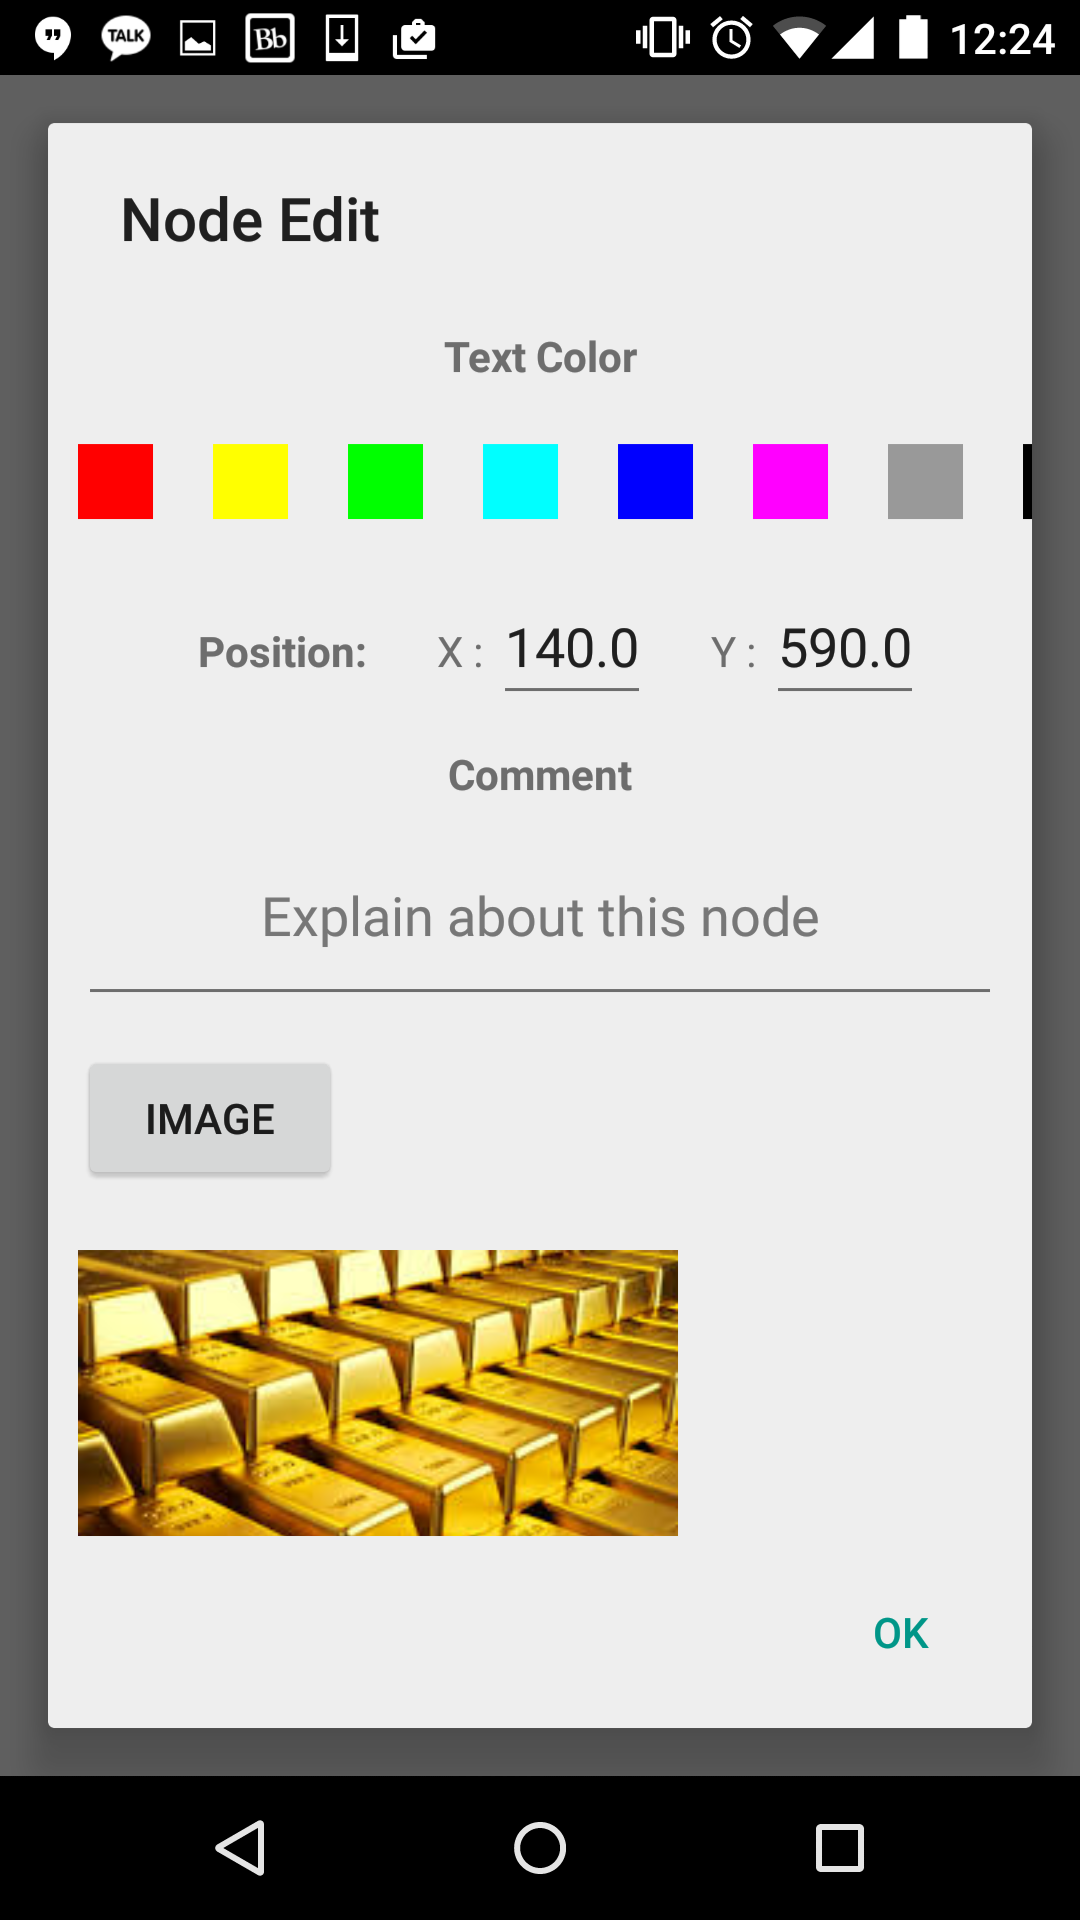 TALK Bb 12:24
Node Edit
Text Color
Position: X : 140.0 Y : 590.0
Comment
Explain about this node
IMAGE
OK